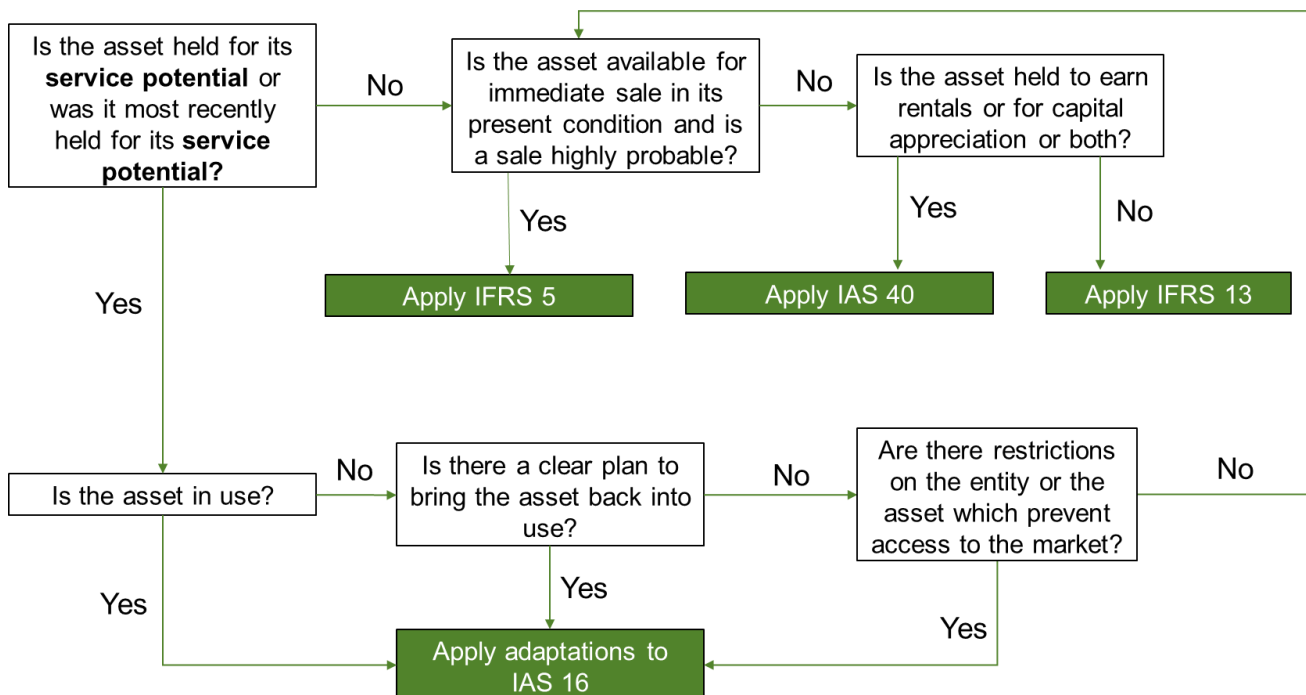 Is the asset held for its
service potential or
was it most recently
held for its service
potential?
No
Is the asset available for
immediate sale in its
present condition and is
a sale highly probable?
No
Is the asset held to earn
rentals or for capital
appreciation or both?
Yes
Yes
Yes
No
Apply IFRS 5
Apply IAS 40
Apply IFRS 13
Is the asset in use?
No
Is there a clear plan to
bring the asset back into
use?
No
Are there restrictions
on the entity or the
asset which prevent
access to the market?
No
Yes
Yes
Yes
Apply adaptations to
IAS 16